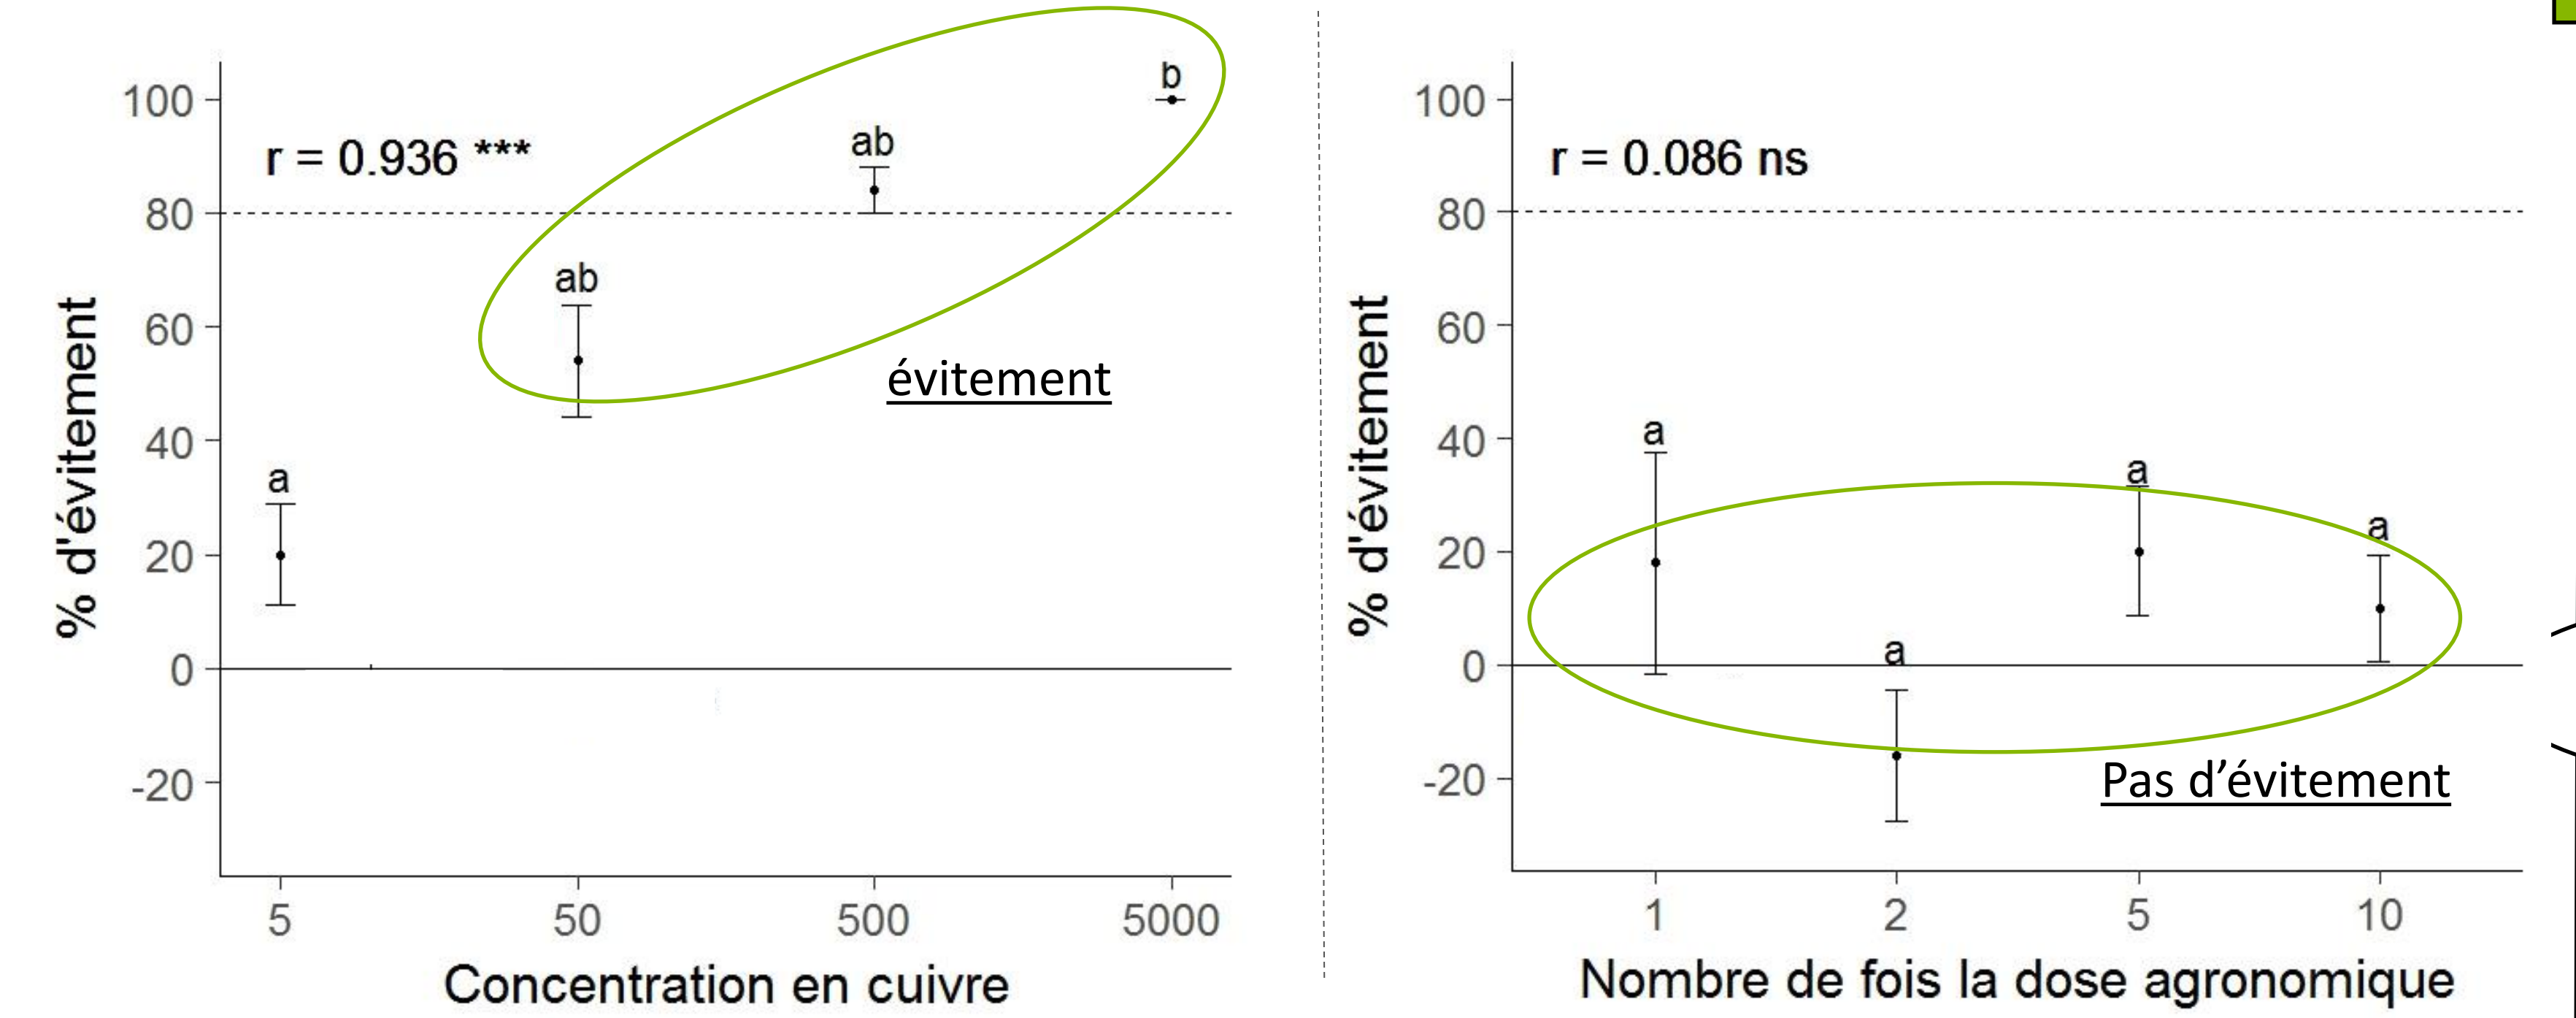 % d'évitement
100
80
60
40
20
0
-20
r = 0.936 ***
a
ab
ab
b
évitement
5 50 500 5000
Concentration en cuivre
% d'évitement
100
80
60
40
20
0
-20
r = 0.086 ns
a
a
a
a
Pas d’évitement
1 2 5 10
Nombre de fois la dose agronomique